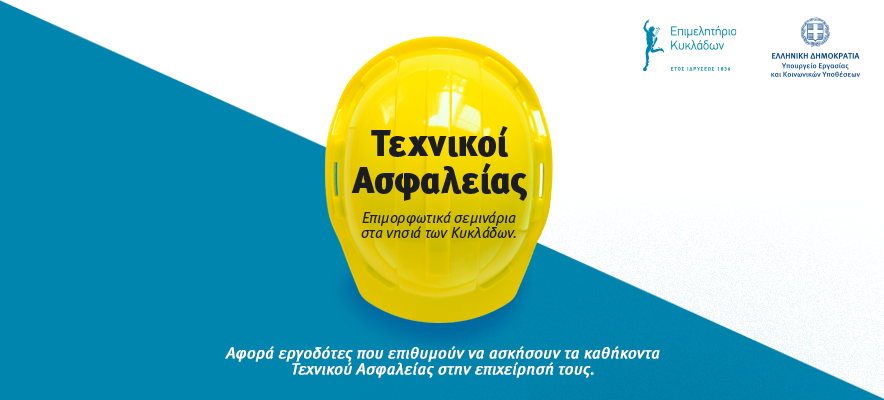 Επιμελητήριο
Κυκλάδων
ΕΤΟΣ ΙΔΡΥΣΕΩΣ 1836
ΕΛΛΗΝΙΚΗ ΔΗΜΟΚΡΑΤΙΑ
Υπουργείο Εργασίας
και Κοινωνικών Υποθέσεων
Τεχνικοί
Ασφαλείας
Επιμορφωτικά σεμινάρια
στα νησιά των Κυκλάδων.
Αφορά εργοδότες που επιθυμούν να ασκήσουν τα καθήκοντα
Τεχνικού Ασφαλείας στην επιχείρησή τους.